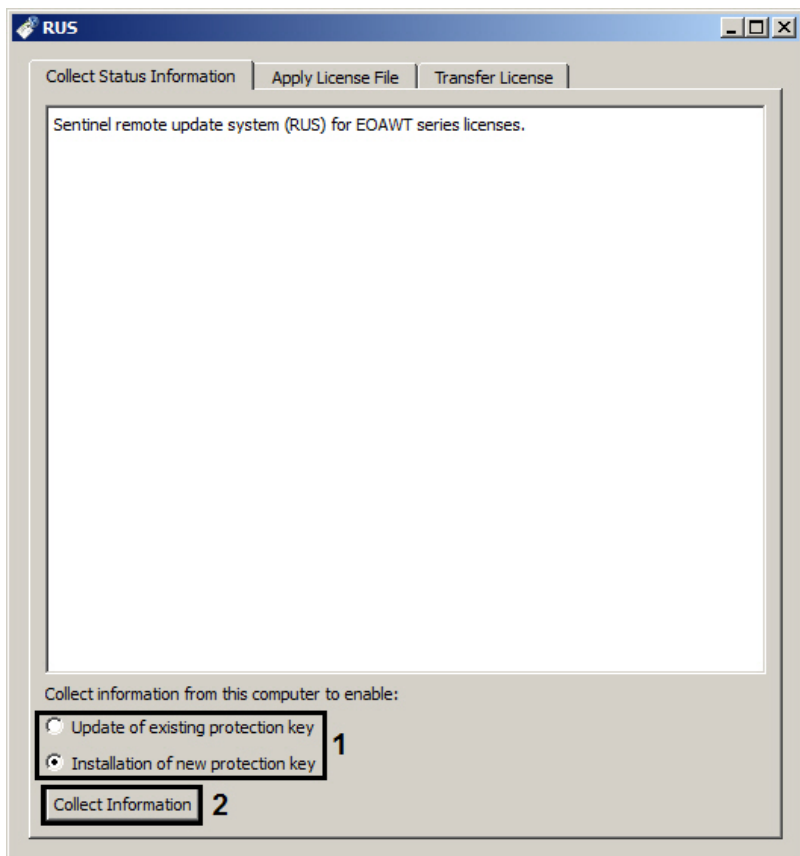 RUS
Collect Status Information Apply License File Transfer License
Sentinel remote update system (RUS) for EOAWT series licenses.
Collect information from this computer to enable:
Update of existing protection key
1
Installation of new protection key
Collect Information 2